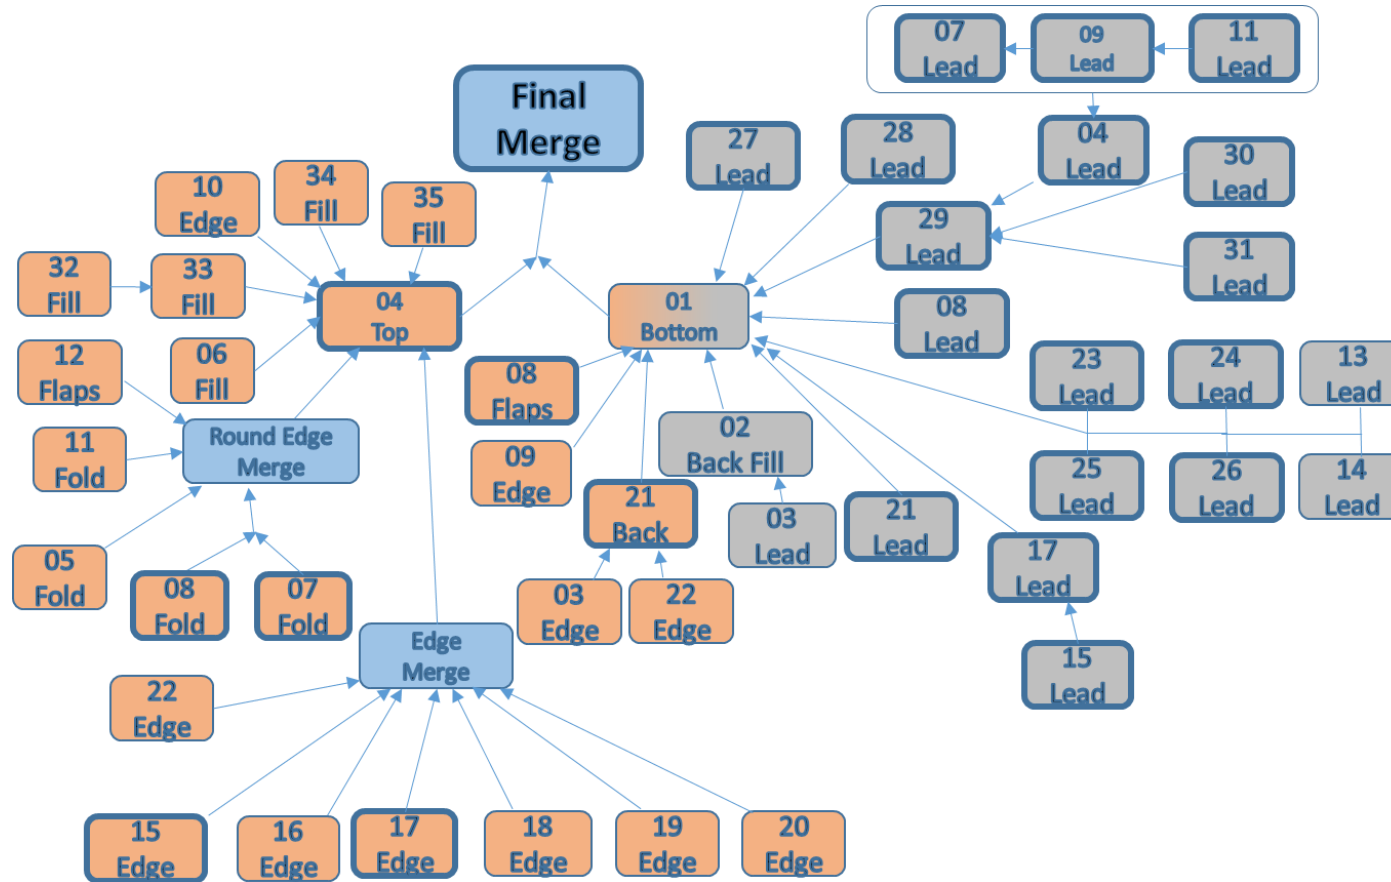 07
Lead
09
Lead
11
Lead
Final
Merge
27
Lead
28
Lead
04
Lead
30
Lead
10
Edge
34
Fill
35
Fill
29
Lead
31
Lead
32
Fill
33
Fill
04
Top
01
Bottom
08
Lead
12
Flaps
06
Fill
08
Flaps
23
Lead
24
Lead
13
Lead
11
Fold
Round Edge
Merge
09
Edge
02
Back Fill
25
Lead
26
Lead
14
Lead
21
Back
03
Lead
21
Lead
17
Lead
05
Fold
08
Fold
07
Fold
03
Edge
22
Edge
Edge
Merge
15
Lead
22
Edge
15
Edge
16
Edge
17
Edge
18
Edge
19
Edge
20
Edge